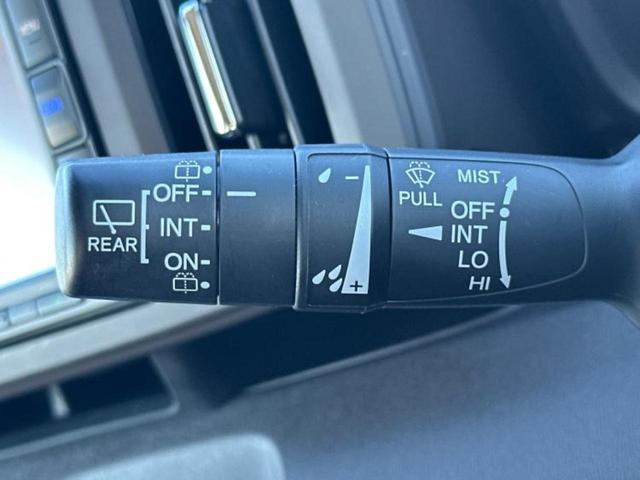 REAR
OFF
INT
ON
−
+
PULL
MIST
OFF
INT
LO
HI